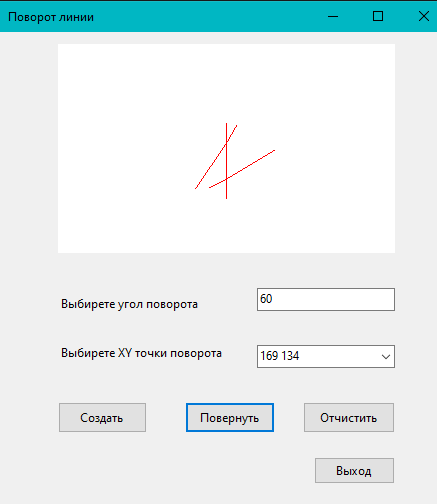 Поворот линии
Выбирете угол поворота
60
Выбирете XY точки поворота
169 134
Создать
Повернуть
Отчистить
Выход